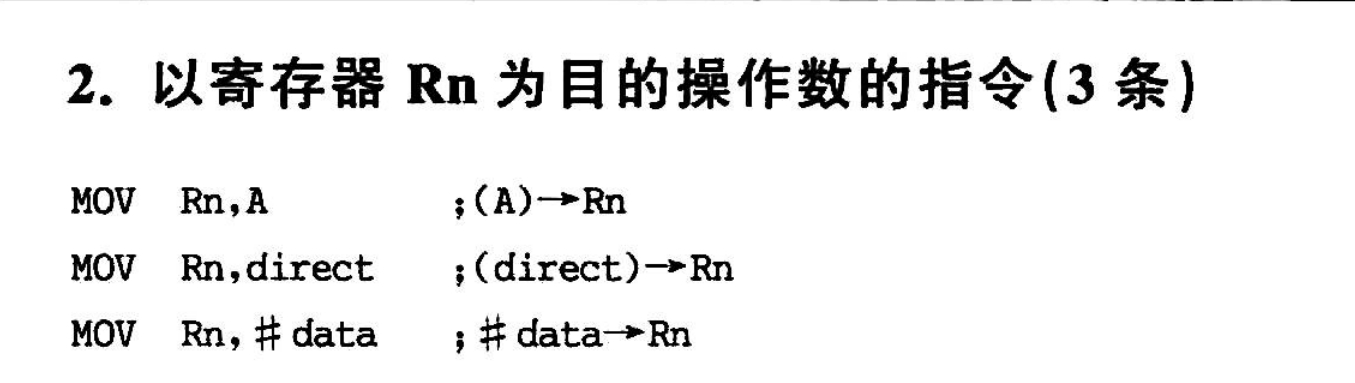 2. 以寄存器 Rn 为目的操作数的指令(3 条)
MOV Rn,A ;(A)→Rn
MOV Rn,direct ;(direct)→Rn
MOV Rn,#data ;#data→Rn